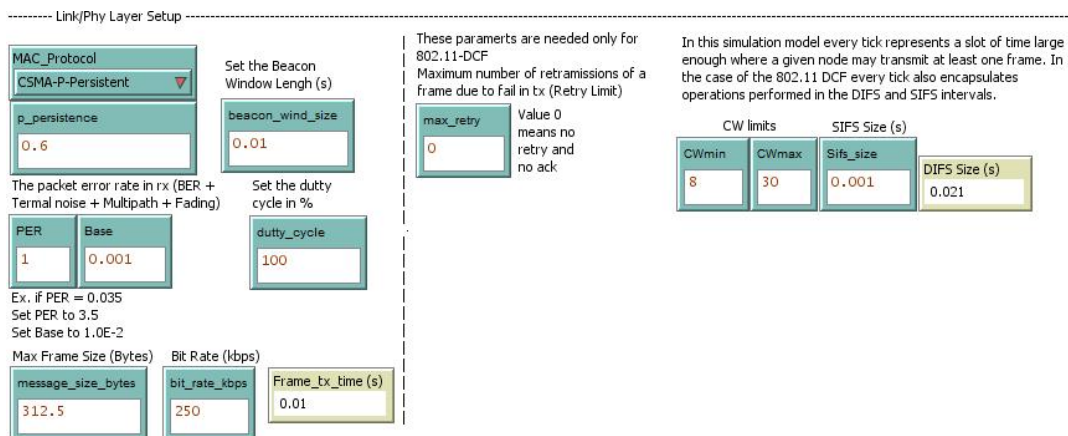 Link/Phy Layer Setup
MAC_Protocol
CSMA-P-Persistent
p_persistence
0.6
Set the Beacon
Window Lengh (s)
beacon_wind_size
0.01
The packet error rate in rx (BER +
Termal noise + Multipath + Fading)
PER
1
Base
0.001
Set the dutty
cycle in %
dutty_cycle
100
Ex. if PER = 0.035
Set PER to 3.5
Set Base to 1.0E-2
Max Frame Size (Bytes)
message_size_bytes
312.5
Bit Rate (kbps)
bit_rate_kbps
250
Frame_tx_time (s)
0.01
These paramerts are needed only for
802.11-DCF
Maximum number of retramissions of a
frame due to fail in tx (Retry Limit)
max_retry
0
Value 0
means no
retry and
no ack
In this simulation model every tick represents a slot of time large
enough where a given node may transmit at least one frame. In
the case of the 802.11 DCF every tick also encapsulates
operations performed in the DIFS and SIFS intervals.
CW limits
CWmin
8
CWmax
30
SIFS Size (s)
Sifs_size
0.001
DIFS Size (s)
0.021